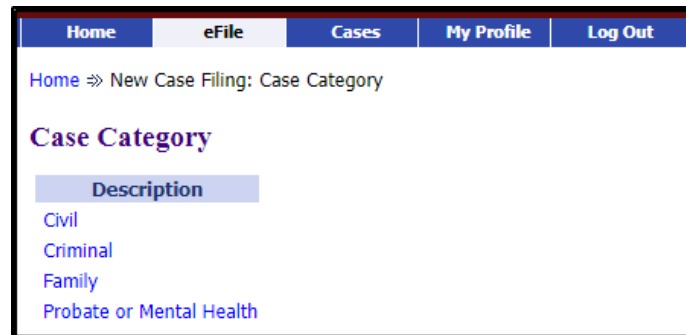 Home eFile Cases My Profile Log Out
Home ⇒ New Case Filing: Case Category
Case Category
Description
Civil
Criminal
Family
Probate or Mental Health